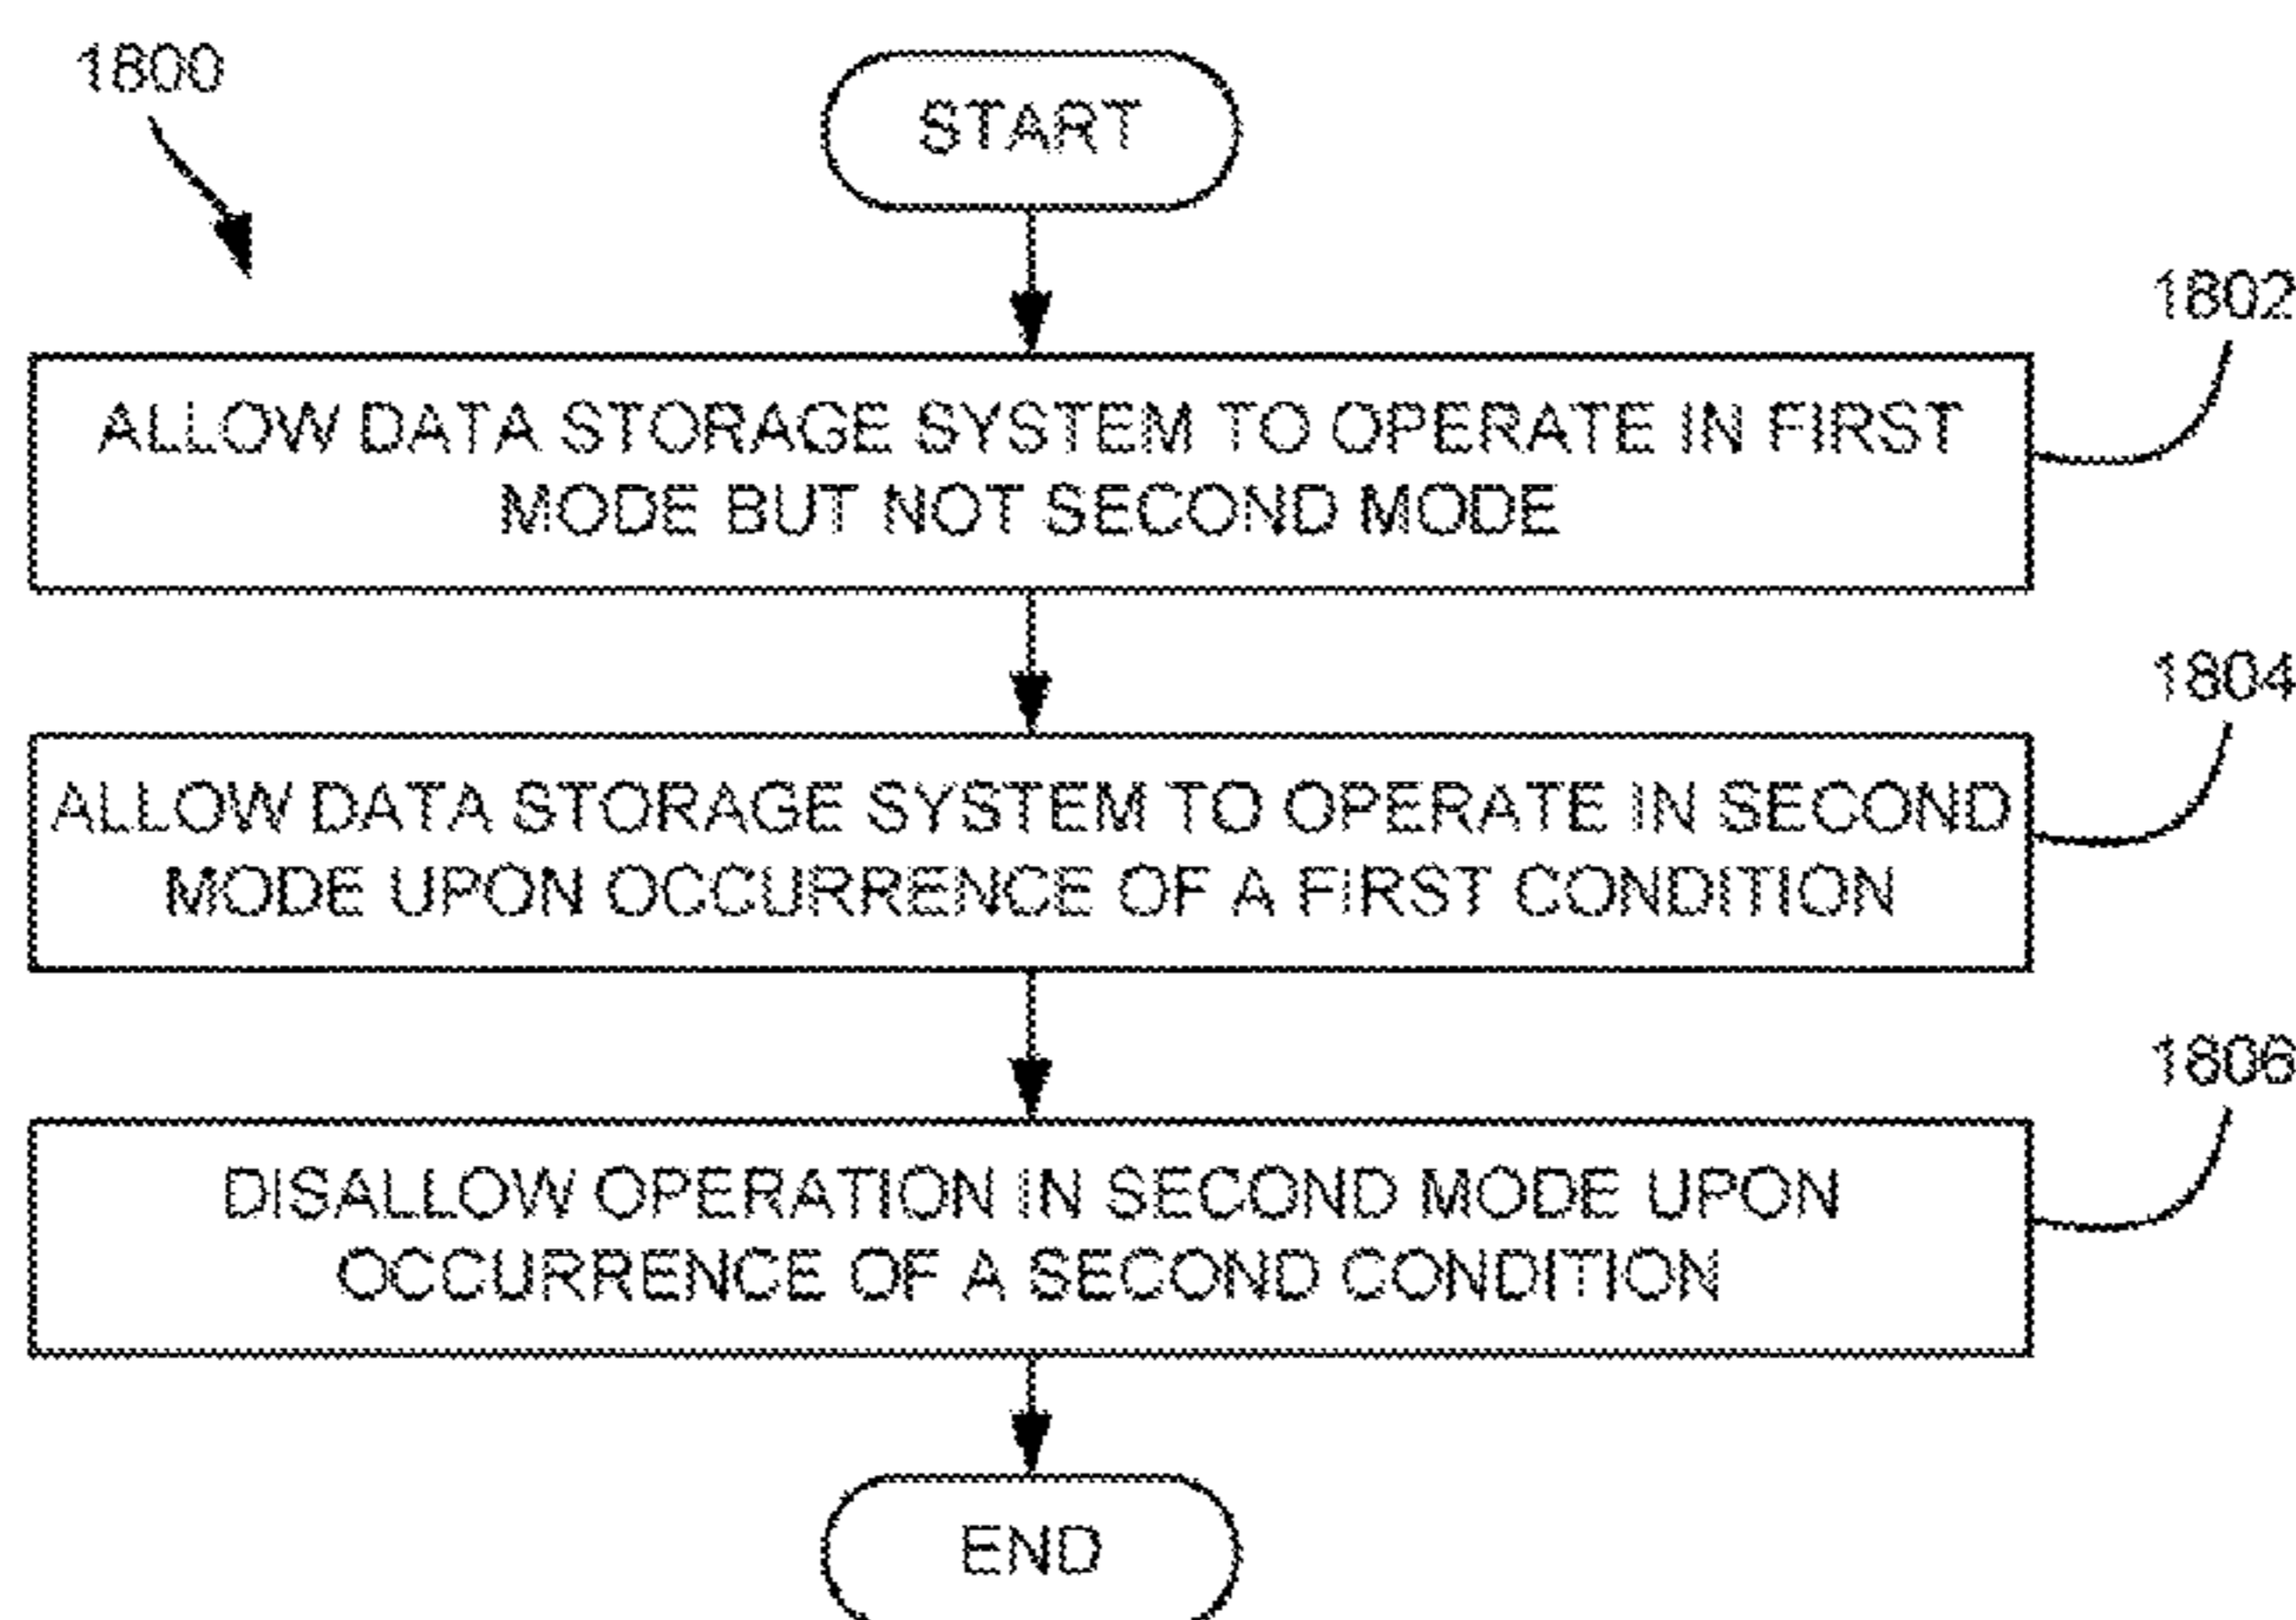 1800
START
1802
ALLOW DATA STORAGE SYSTEM TO OPERATE IN FIRST
MODE BUT NOT SECOND MODE
1804
ALLOW DATA STORAGE SYSTEM TO OPERATE IN SECOND
MODE UPON OCCURRENCE OF A FIRST CONDITION
1806
DISALLOW OPERATION IN SECOND MODE UPON
OCCURRENCE OF A SECOND CONDITION
END